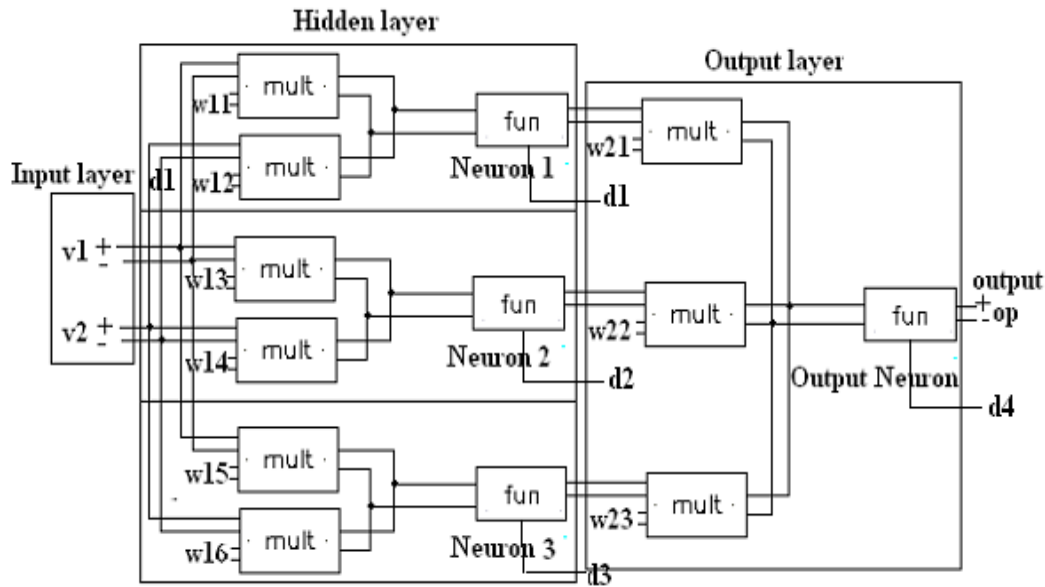 Hidden layer
Output layer
mult
w11
fun
mult
w21
mult
w12
Neuron 1
Input layer
d1
d1
v1 + -
mult
w13
fun
mult
w22
output
+ - op
fun
v2 + -
mult
w14
Neuron 2
d2
Output Neuron
d4
mult
w15
fun
mult
w23
mult
w16
Neuron 3
d3